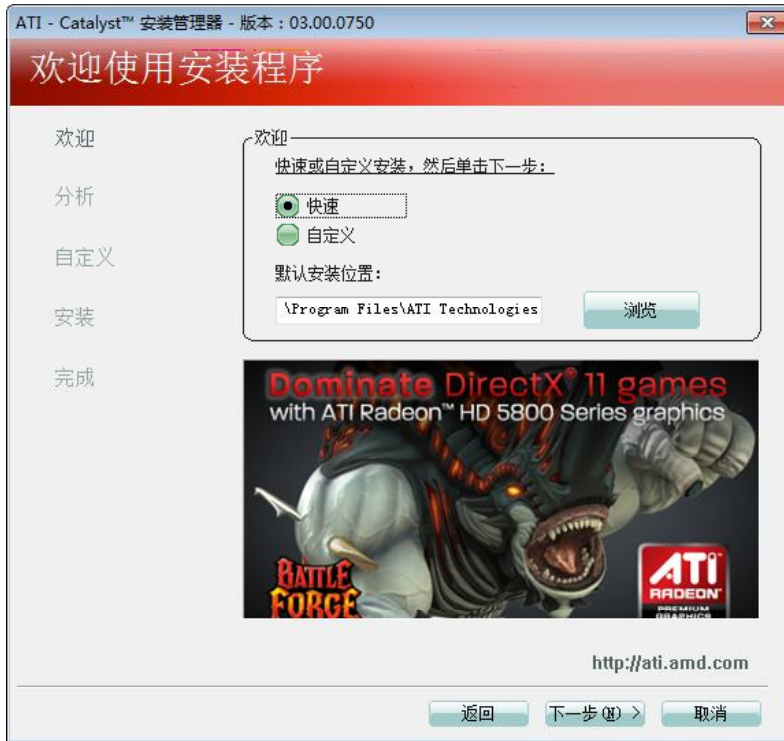 ATI - Catalyst™ 安装管理器 - 版本：03.00.0750
欢迎使用安装程序
欢迎
分析
自定义
安装
完成
欢迎
快速或自定义安装，然后单击下一步：
快速
自定义
默认安装位置：
\Program Files\ATI Technologies
浏览
Dominate DirectX® 11 games
with ATI Radeon™ HD 5800 Series graphics
BATTLE
FORGE
ATI
RADEON
PREMIUM
GRAPHICS
http://ati.amd.com
返回
下一步(N) >
取消